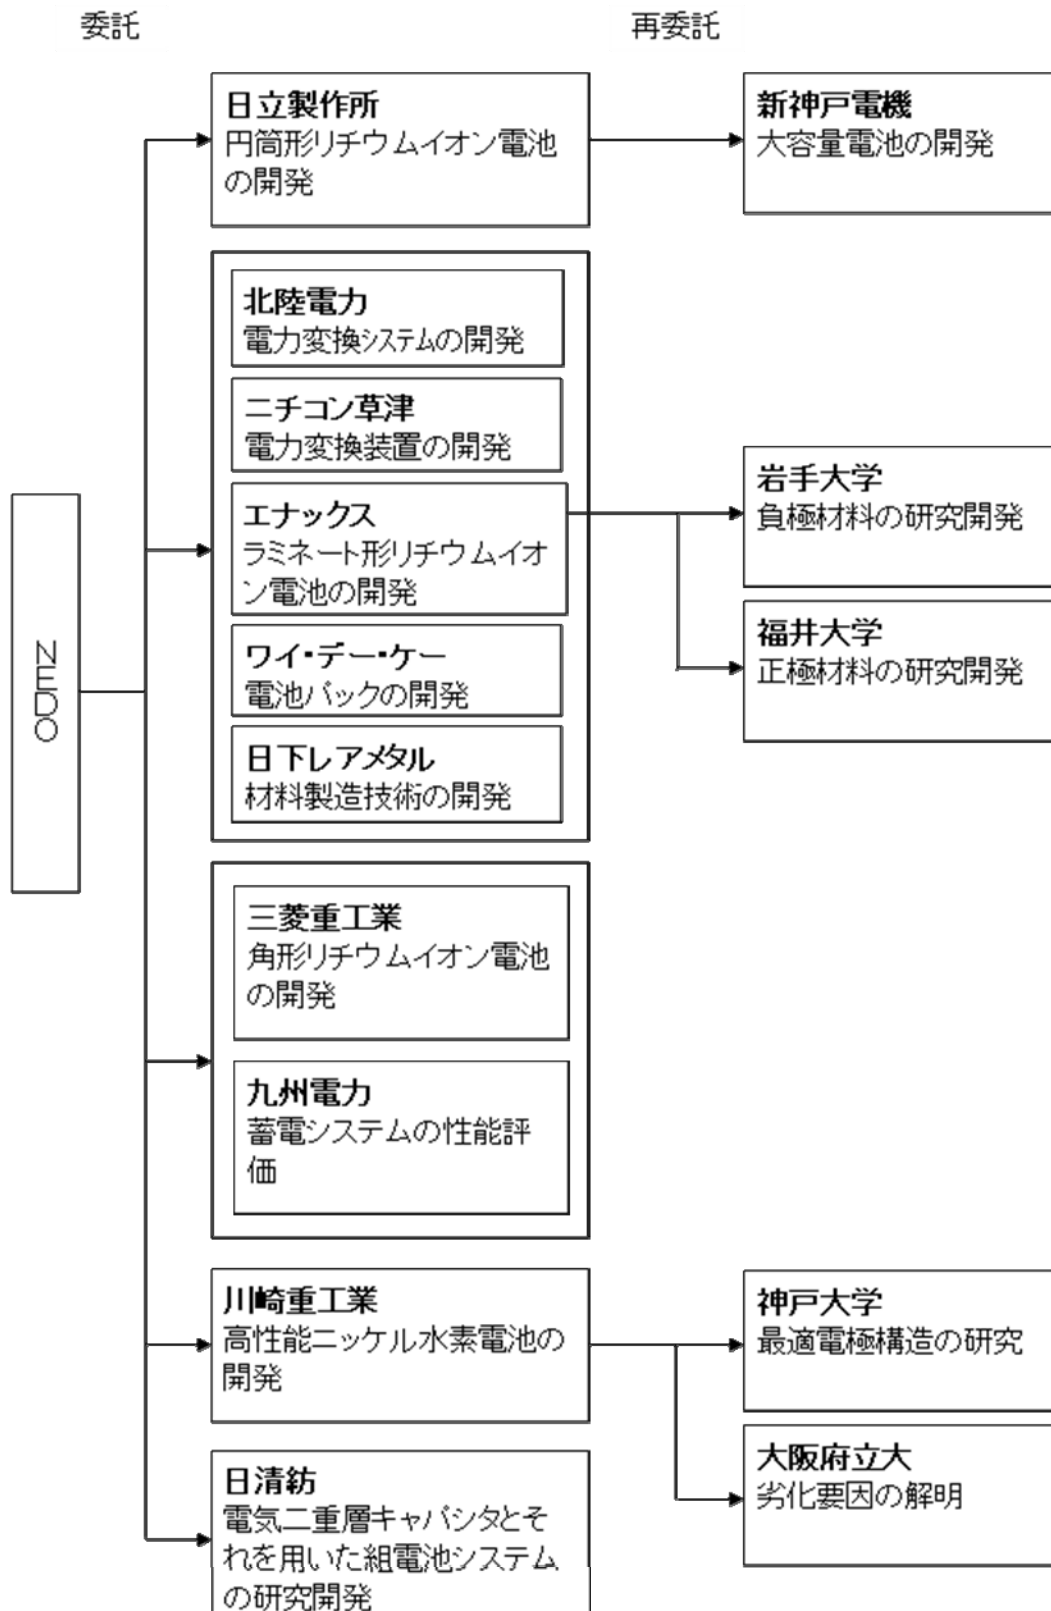 委託
再委託
日立製作所
円筒形リチウムイオン電池
の開発
新神戸電機
大容量電池の開発
北陸電力
電力変換システムの開発
ニチコン草津
電力変換装置の開発
エナックス
ラミネート形リチウムイオ
ン電池の開発
岩手大学
負極材料の研究開発
福井大学
正極材料の研究開発
ワイ・デー・ケー
電池パックの開発
日下レアメタル
材料製造技術の開発
NEDO
三菱重工業
角形リチウムイオン電池
の開発
九州電力
蓄電システムの性能評
価
川崎重工業
高性能ニッケル水素電池の
開発
神戸大学
最適電極構造の研究
大阪府立大
劣化要因の解明
日清紡
電気二重層キャパシタとそ
れを用いた組電池システム
の研究開発